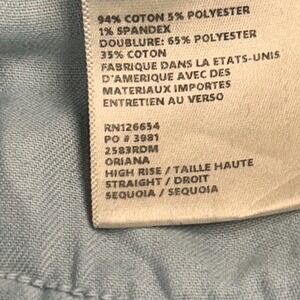 94% COTON 5% POLYESTER
1% SPANDEX
DOUBLURE: 65% POLYESTER
35% COTON
FABRIQUE DANS LA ETATS-UNIS
D'AMERIQUE AVEC DES
MATERIAUX IMPORTES
ENTRETIEN AU VERSO
RN126654
PO # 3981
2583RDM
ORIANA
HIGH RISE / TAILLE HAUTE
STRAIGHT / DROIT
SEQUOIA / SEQUOIA